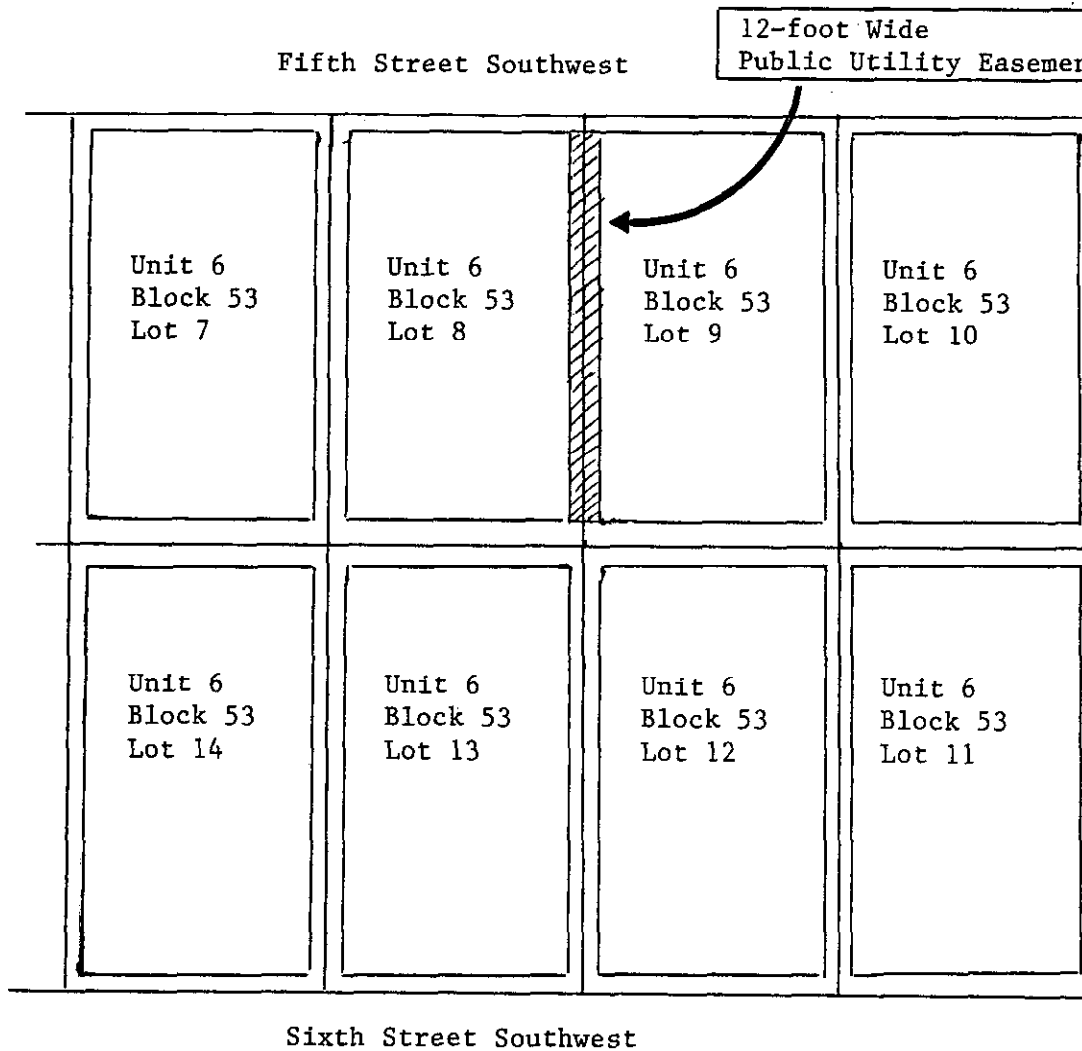 12-foot Wide
Public Utility Easemen
Fifth Street Southwest
Unit 6
Block 53
Lot 7
Unit 6
Block 53
Lot 8
Unit 6
Block 53
Lot 9
Unit 6
Block 53
Lot 10
Unit 6
Block 53
Lot 14
Unit 6
Block 53
Lot 13
Unit 6
Block 53
Lot 12
Unit 6
Block 53
Lot 11
Sixth Street Southwest